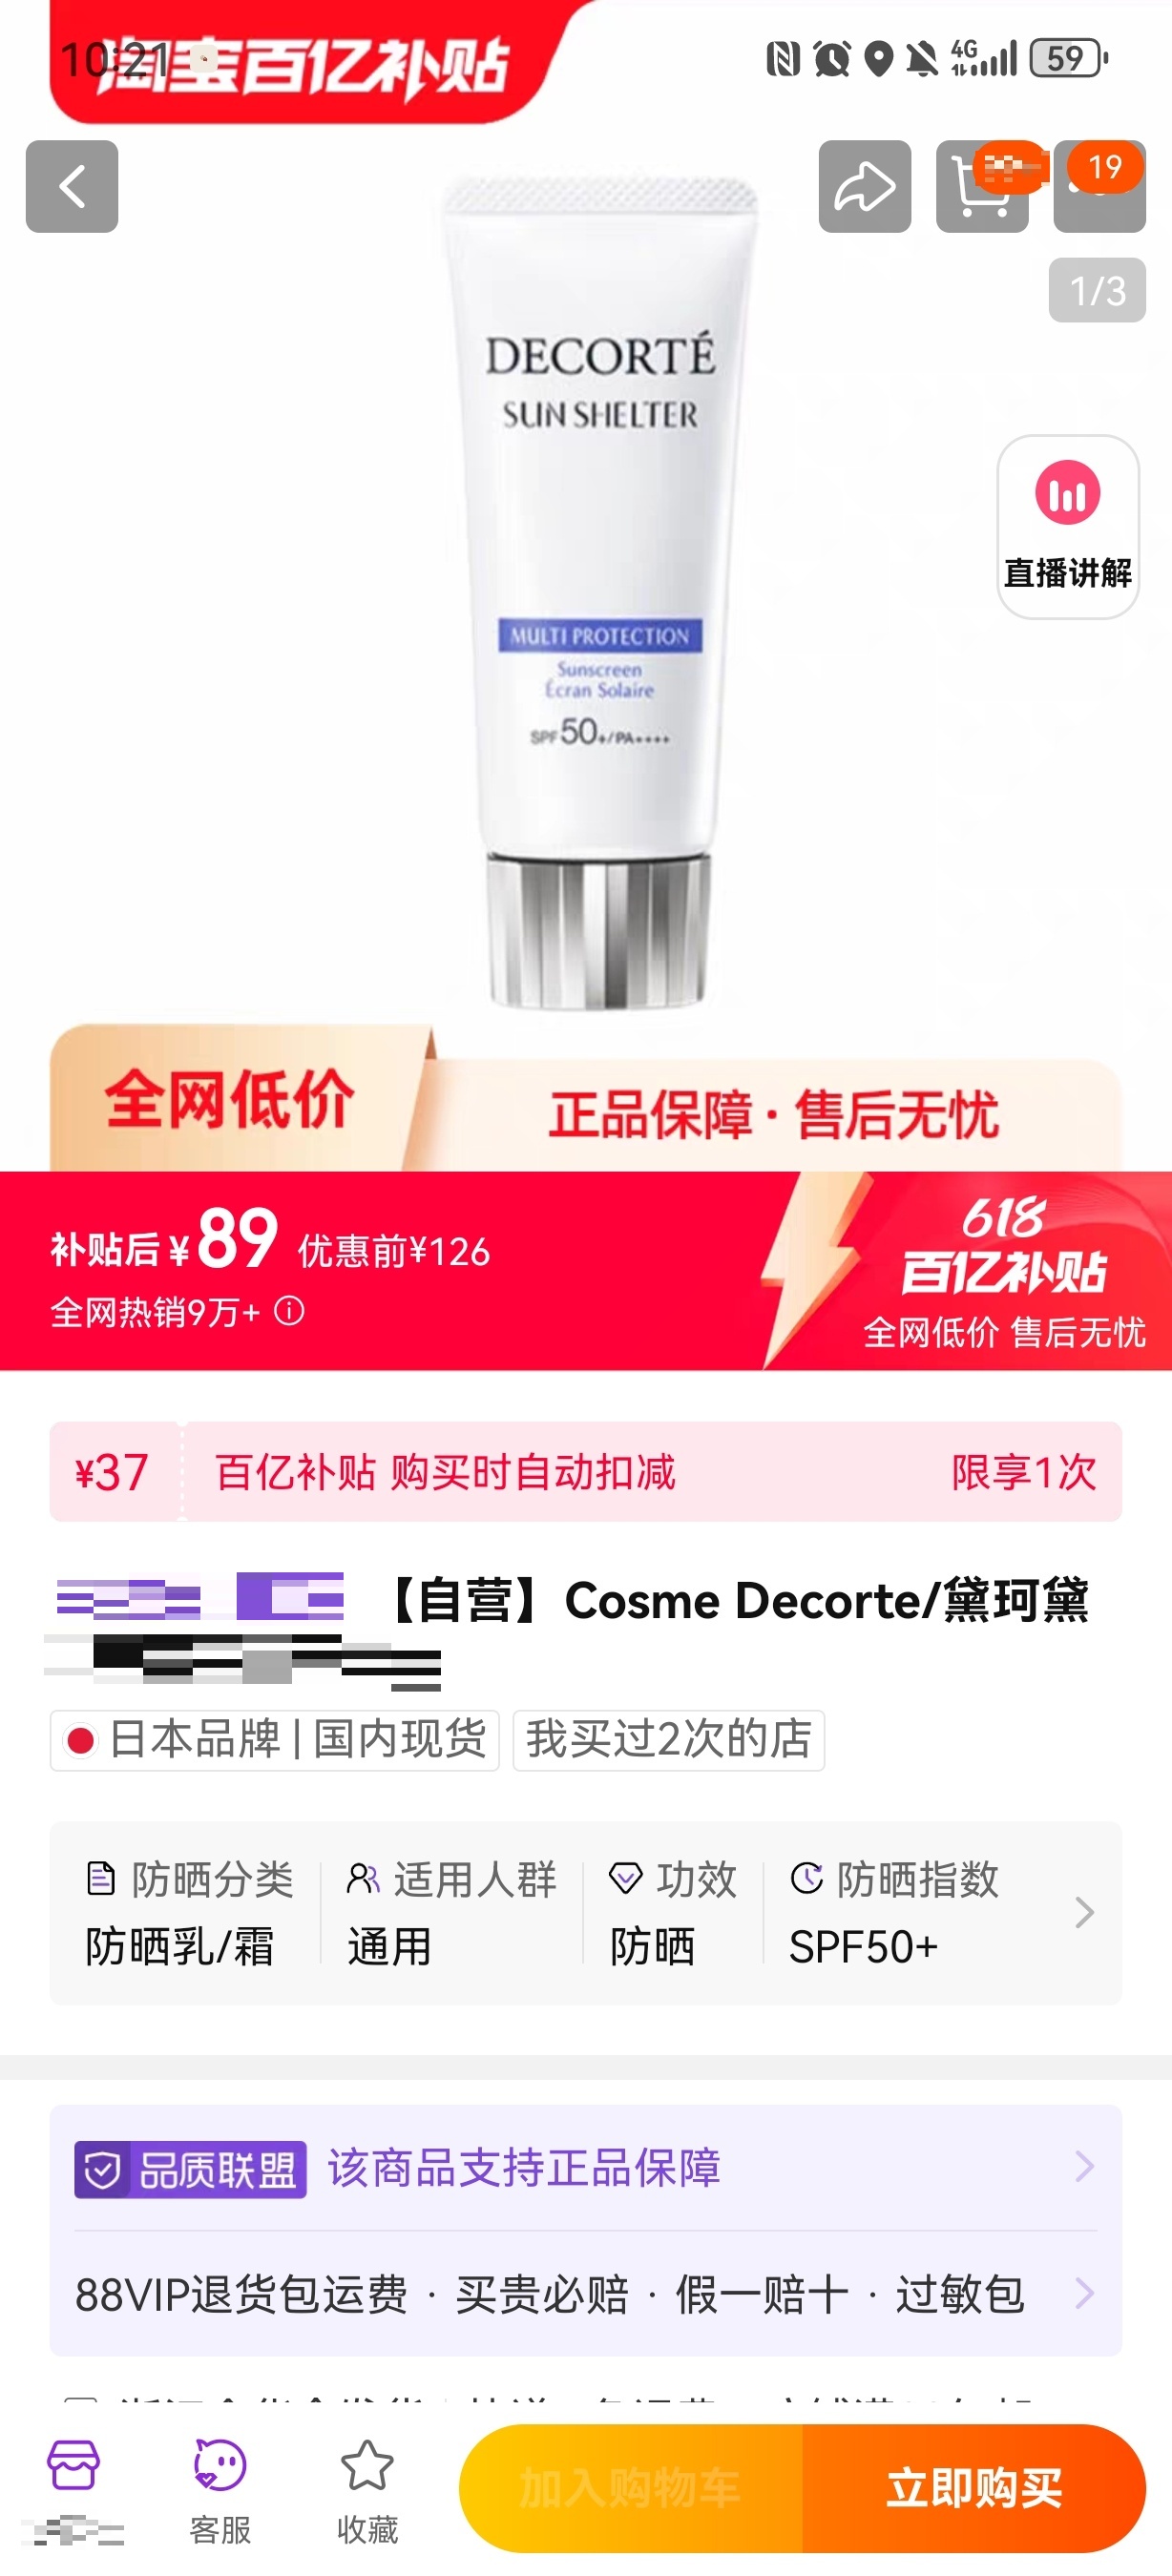 淘宝百亿补贴
10:21
4G
59
19
1/3
DECORTÉ
SUN SHELTER
直播讲解
MULTI PROTECTION
Sunscreen
Écran Solaire
SPF50+/PA++++
全网低价
正品保障·售后无忧
补贴后¥89 优惠前¥126
618
百亿补贴
全网热销9万+
全网低价 售后无忧
¥37 百亿补贴 购买时自动扣减 限享1次
【自营】Cosme Decorte/黛珂黛
日本品牌|国内现货 我买过2次的店
防晒分类 适用人群 功效 防晒指数
防晒乳/霜 通用 防晒 SPF50+
品质联盟 该商品支持正品保障
88VIP退货包运费 · 买贵必赔 · 假一赔十 · 过敏包
加入购物车 立即购买
客服 收藏